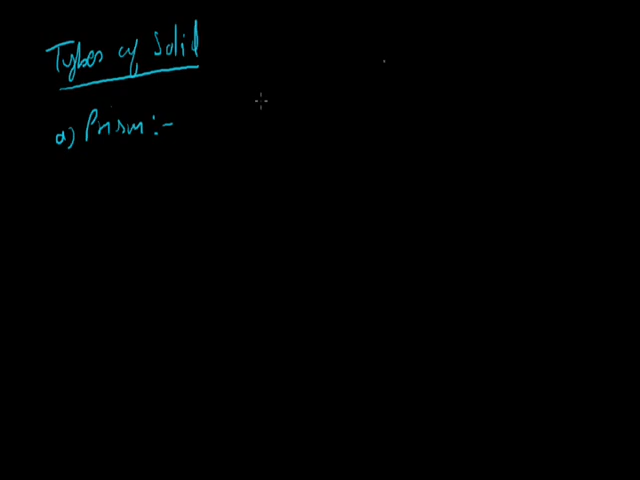 Types of Solid
a) Prism :-